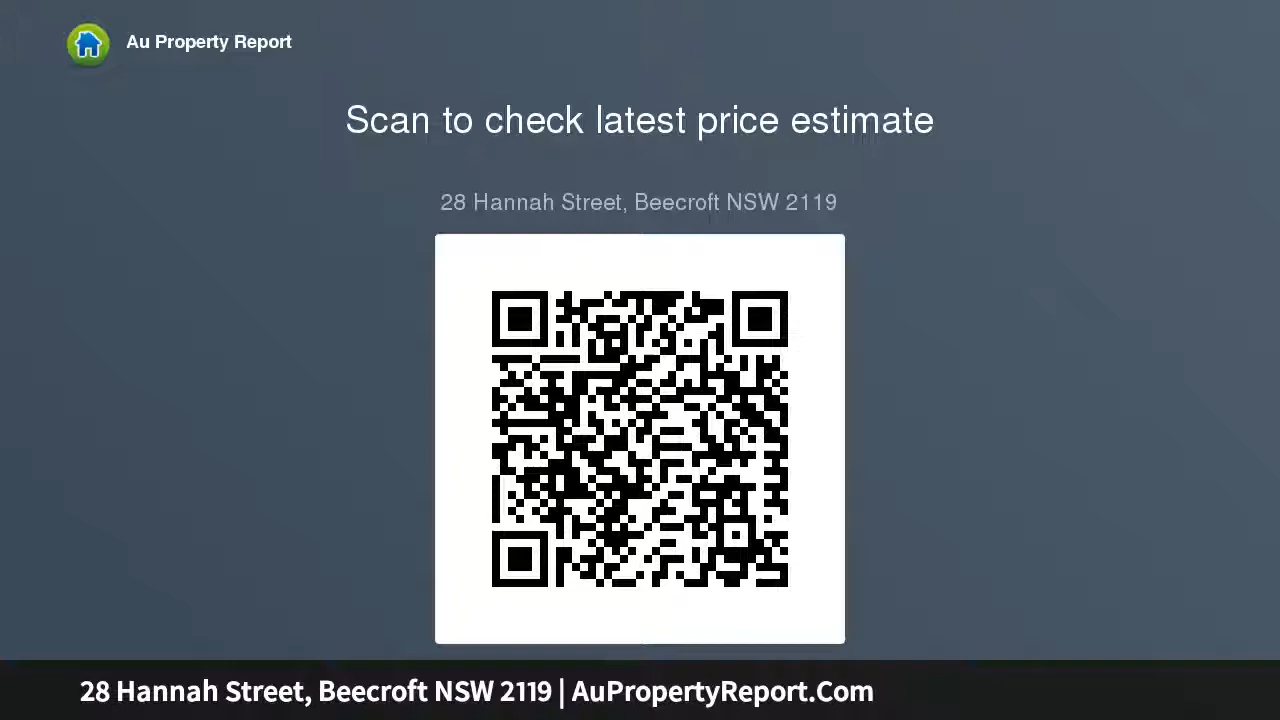 Au Property Report
Scan to check latest price estimate
28 Hannah Street, Beecroft NSW 2119
28 Hannah Street, Beecroft NSW 2119 | AuPropertyReport.Com